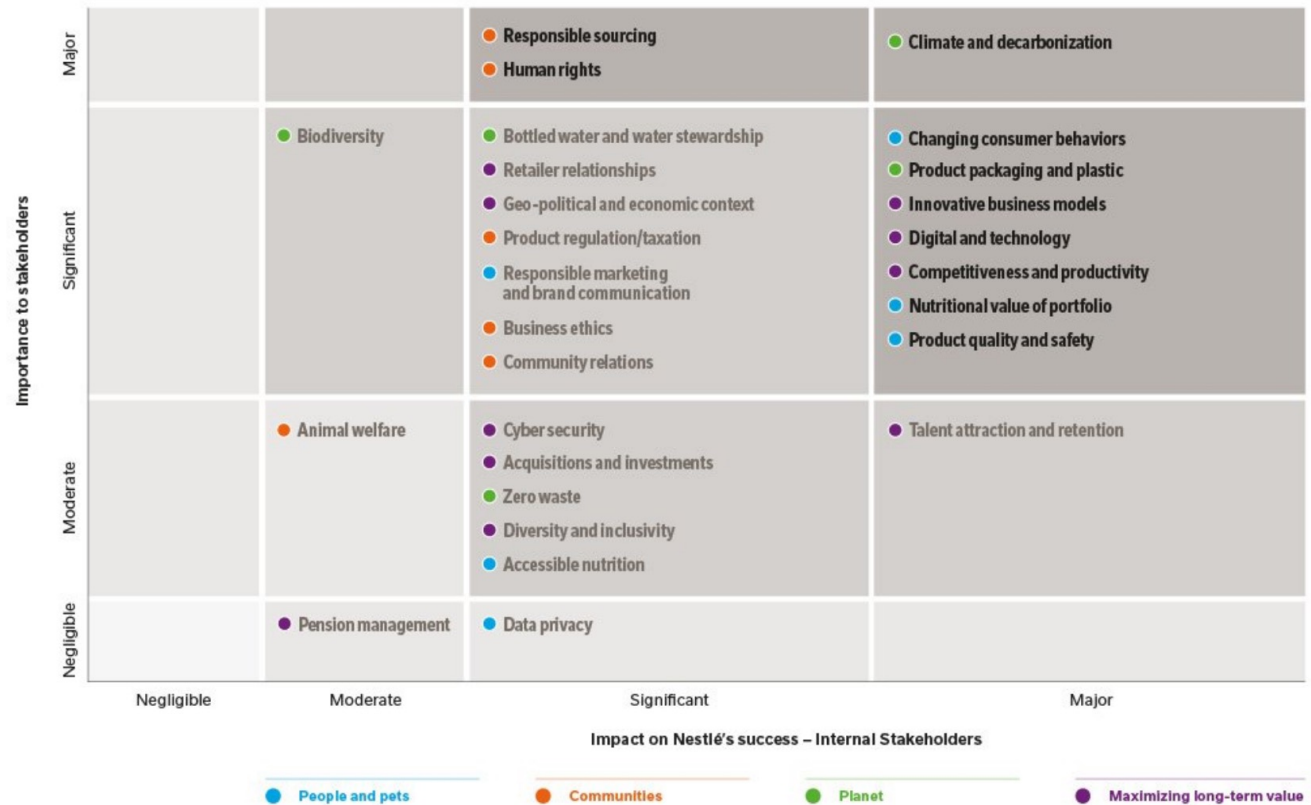 Importance to stakeholders
Major
Responsible sourcing
Human rights
Climate and decarbonization
Significant
Biodiversity
Bottled water and water stewardship
Retailer relationships
Geo-political and economic context
Product regulation/taxation
Responsible marketing
and brand communication
Business ethics
Community relations
Changing consumer behaviors
Product packaging and plastic
Innovative business models
Digital and technology
Competitiveness and productivity
Nutritional value of portfolio
Product quality and safety
Moderate
Animal welfare
Cyber security
Acquisitions and investments
Zero waste
Diversity and inclusivity
Accessible nutrition
Talent attraction and retention
Negligible
Pension management
Data privacy
Negligible
Moderate
Significant
Major
Impact on Nestlé's success – Internal Stakeholders
People and pets
Communities
Planet
Maximizing long-term value